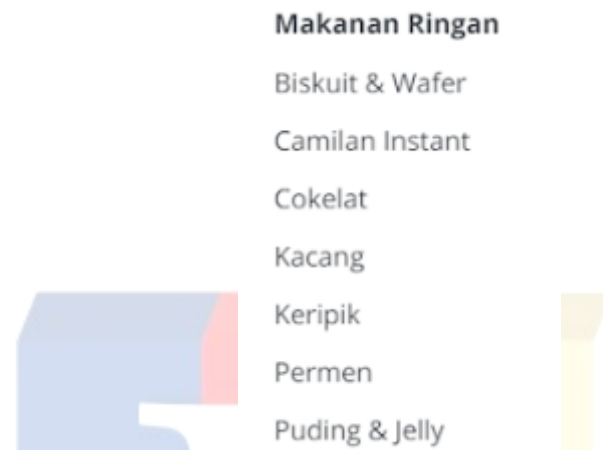 Makanan Ringan
Biskuit & Wafer
Camilan Instant
Cokelat
Kacang
Keripik
Permen
Puding & Jelly